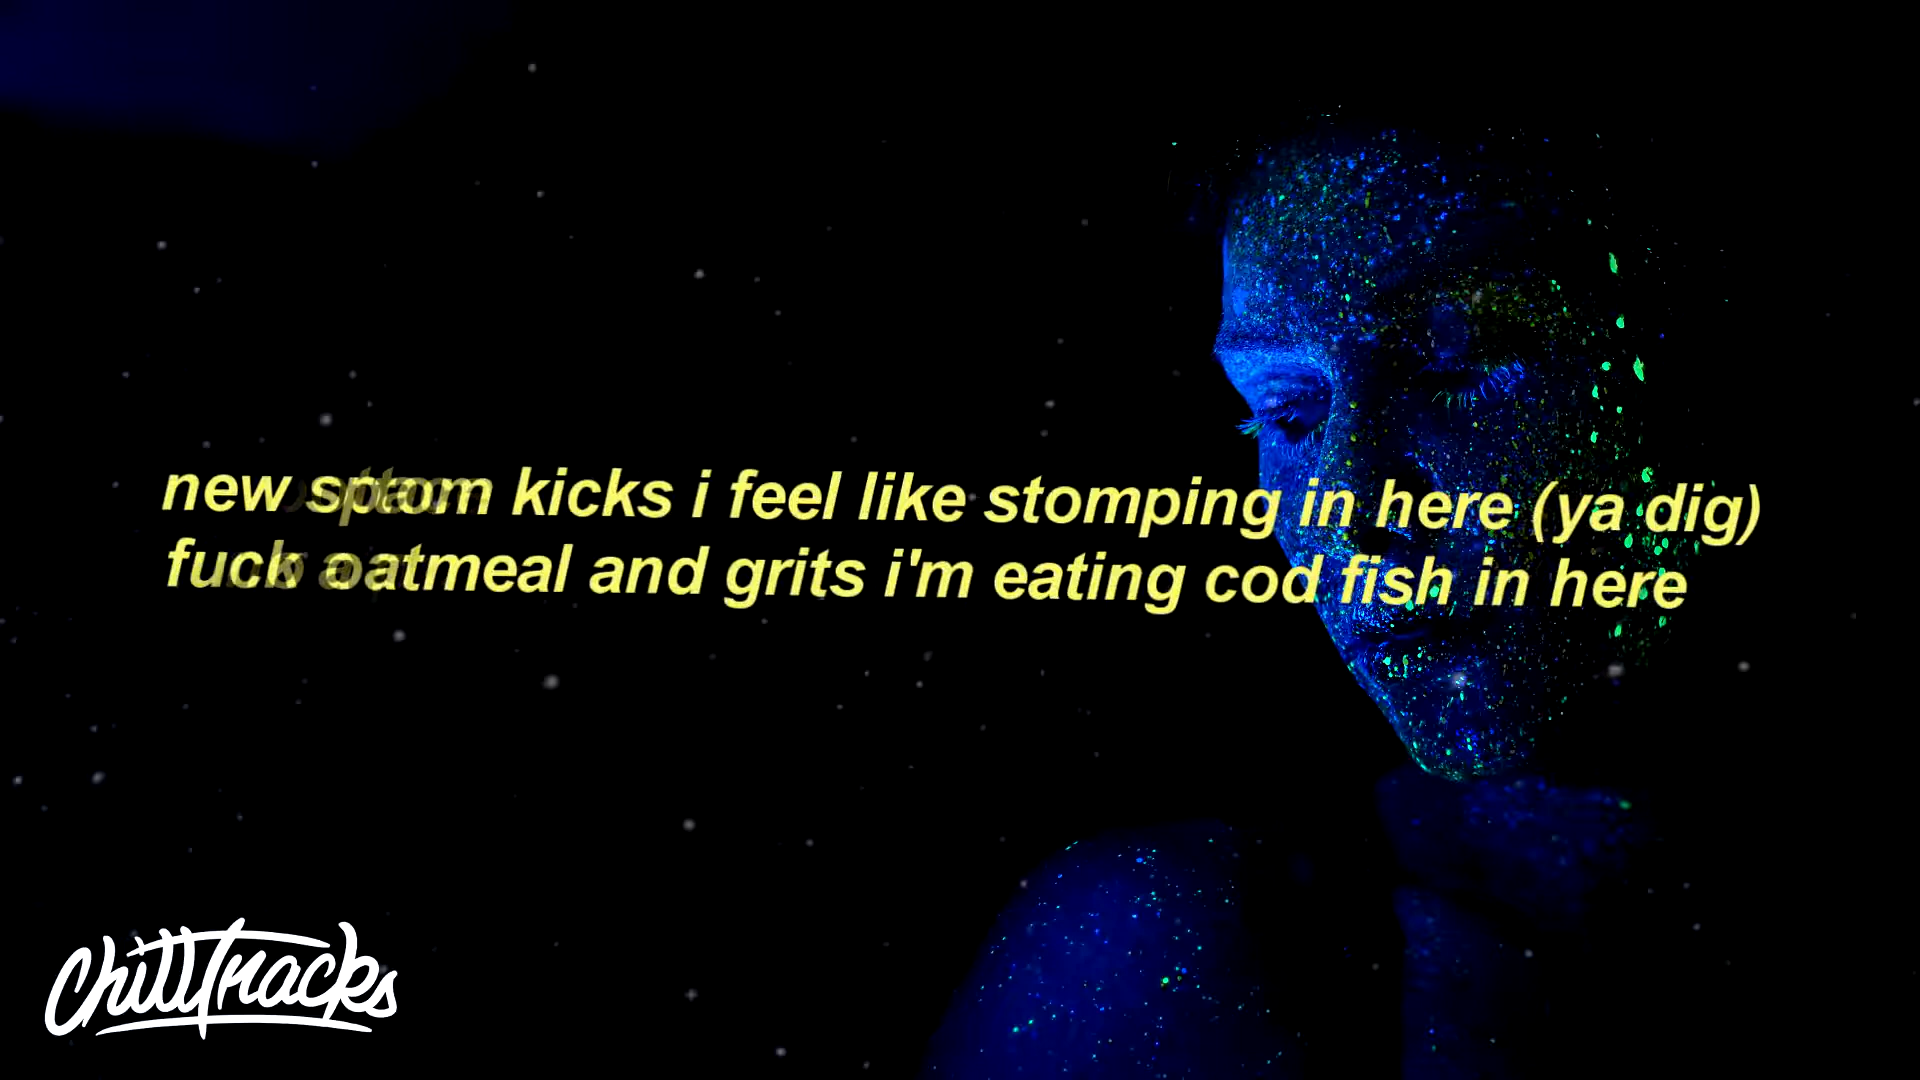 new kicks i feel like stomping in here (ya dig)
fuck oatmeal and grits i'm eating cod fish in here
ChillTracks